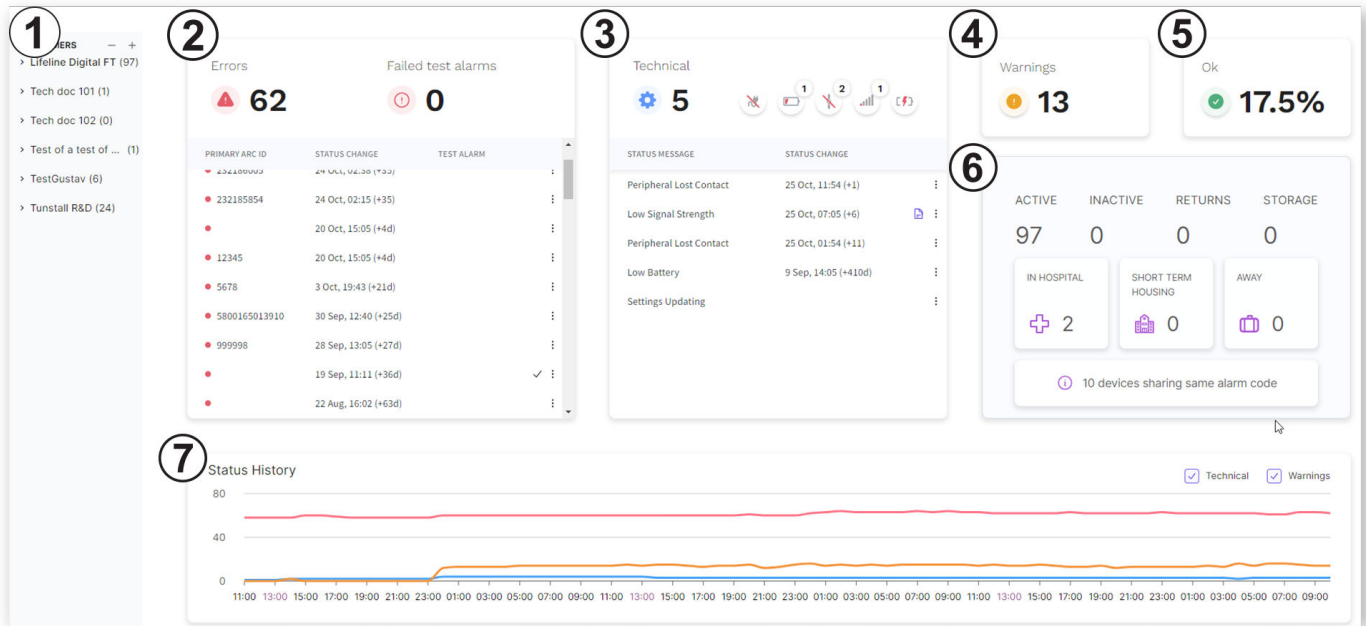 1
2
3
4
5
6
7
− +
Lifeline Digital FT (97)
Tech doc 101 (1)
Tech doc 102 (0)
Test of a test of ... (1)
TestGustav (6)
Tunstall R&D (24)
Errors Failed test alarms
62 0
PRIMARY ARC ID STATUS CHANGE TEST ALARM
232186005 24 Oct, 02:38 (+35)
232185854 24 Oct, 02:15 (+35)
20 Oct, 15:05 (+4d)
12345 20 Oct, 15:05 (+4d)
5678 3 Oct, 19:43 (+21d)
5800165013910 30 Sep, 12:40 (+25d)
999998 28 Sep, 13:05 (+27d)
19 Sep, 11:11 (+36d)
22 Aug, 16:02 (+63d)
Technical
5 1 2 1
STATUS MESSAGE STATUS CHANGE
Peripheral Lost Contact 25 Oct, 11:54 (+1)
Low Signal Strength 25 Oct, 07:05 (+6)
Peripheral Lost Contact 25 Oct, 01:54 (+11)
Low Battery 9 Sep, 14:05 (+410d)
Settings Updating
Warnings
13
Ok
17.5%
ACTIVE INACTIVE RETURNS STORAGE
97 0 0 0
IN HOSPITAL
2
SHORT TERM
HOUSING
0
AWAY
0
10 devices sharing same alarm code
Status History
Technical Warnings
80
40
0
11:00 13:00 15:00 17:00 19:00 21:00 23:00 01:00 03:00 05:00 07:00 09:00 11:00 13:00 15:00 17:00 19:00 21:00 23:00 01:00 03:00 05:00 07:00 09:00 11:00 13:00 15:00 17:00 19:00 21:00 23:00 01:00 03:00 05:00 07:00 09:00